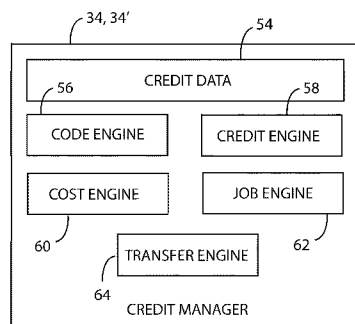 34, 34'
54
CREDIT DATA
56
58
CODE ENGINE
CREDIT ENGINE
COST ENGINE
JOB ENGINE
60
62
TRANSFER ENGINE
64
CREDIT MANAGER